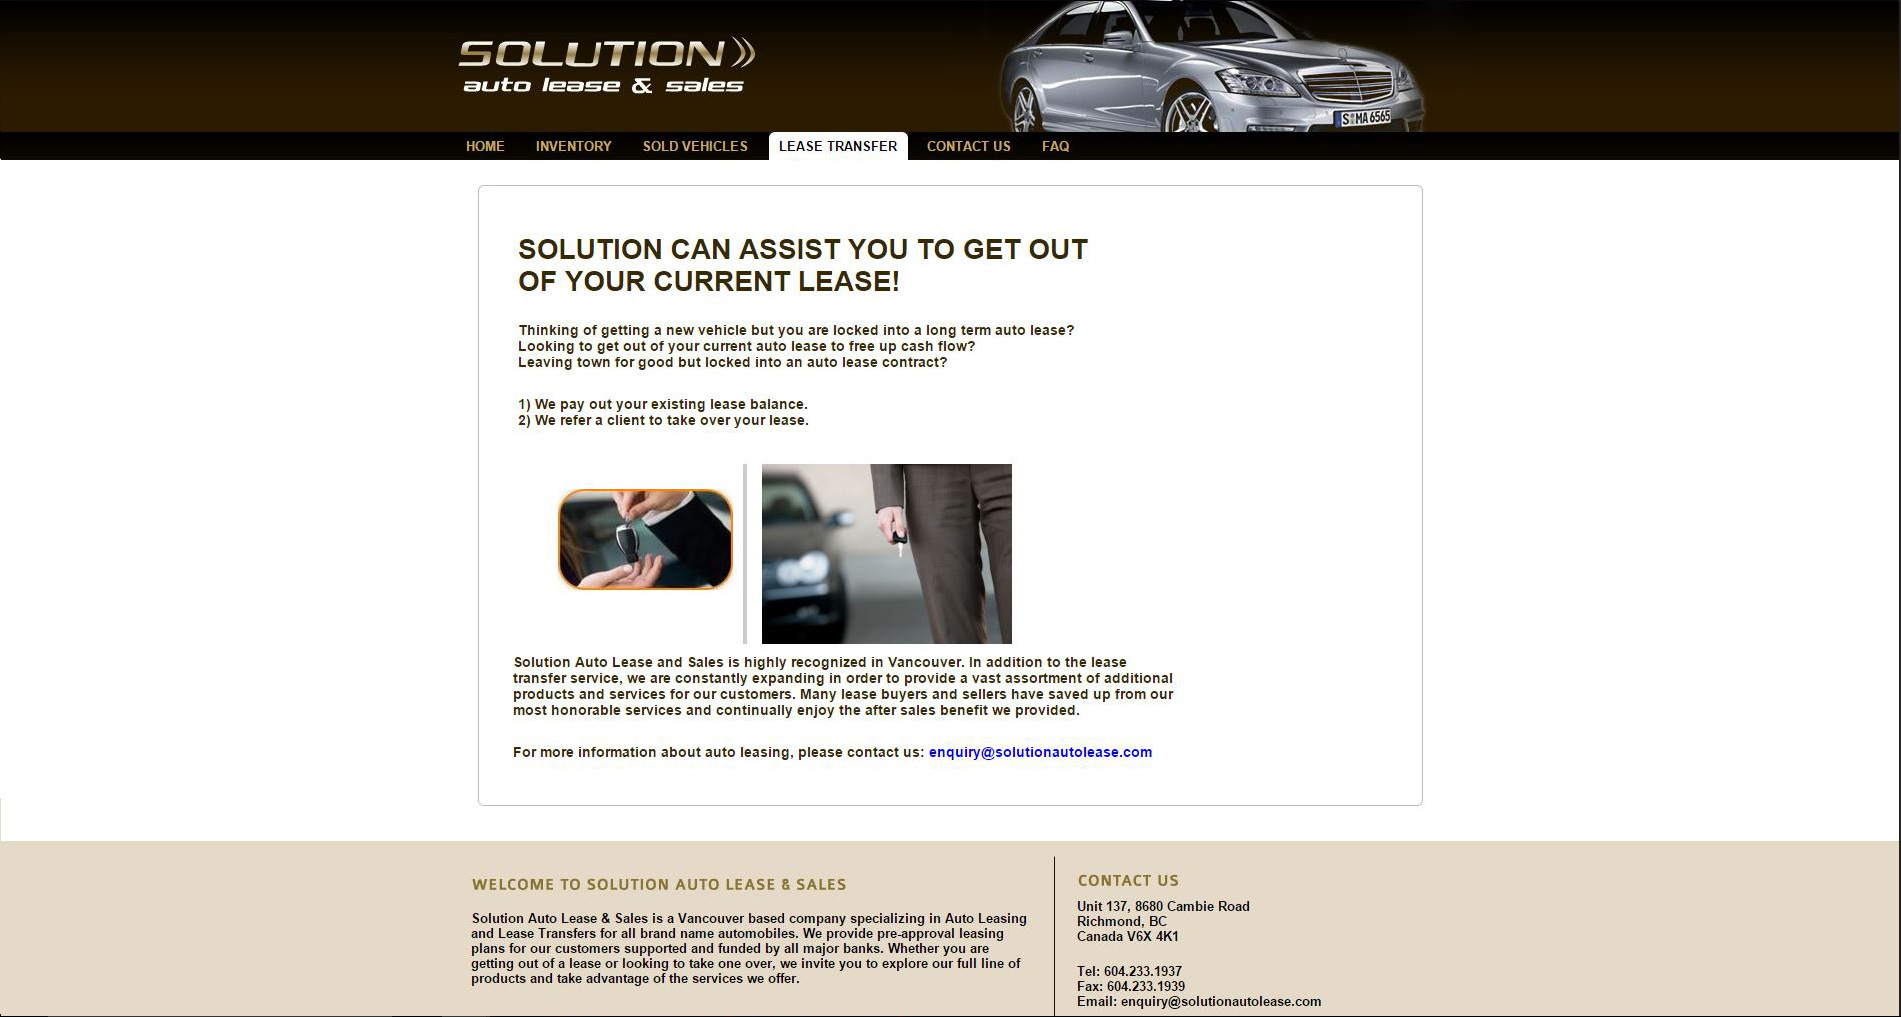 SOLUTION
auto lease & sales
S MA 6565
HOME INVENTORY SOLD VEHICLES LEASE TRANSFER CONTACT US FAQ
SOLUTION CAN ASSIST YOU TO GET OUT
OF YOUR CURRENT LEASE!
Thinking of getting a new vehicle but you are locked into a long term auto lease?
Looking to get out of your current auto lease to free up cash flow?
Leaving town for good but locked into an auto lease contract?
1) We pay out your existing lease balance.
2) We refer a client to take over your lease.
Solution Auto Lease and Sales is highly recognized in Vancouver. In addition to the lease
transfer service, we are constantly expanding in order to provide a vast assortment of additional
products and services for our customers. Many lease buyers and sellers have saved up from our
most honorable services and continually enjoy the after sales benefit we provided.
For more information about auto leasing, please contact us: enquiry@solutionautolease.com
WELCOME TO SOLUTION AUTO LEASE & SALES
Solution Auto Lease & Sales is a Vancouver based company specializing in Auto Leasing
and Lease Transfers for all brand name automobiles. We provide pre-approval leasing
plans for our customers supported and funded by all major banks. Whether you are
getting out of a lease or looking to take one over, we invite you to explore our full line of
products and take advantage of the services we offer.
CONTACT US
Unit 137, 8680 Cambie Road
Richmond, BC
Canada V6X 4K1
Tel: 604.233.1937
Fax: 604.233.1939
Email: enquiry@solutionautolease.com